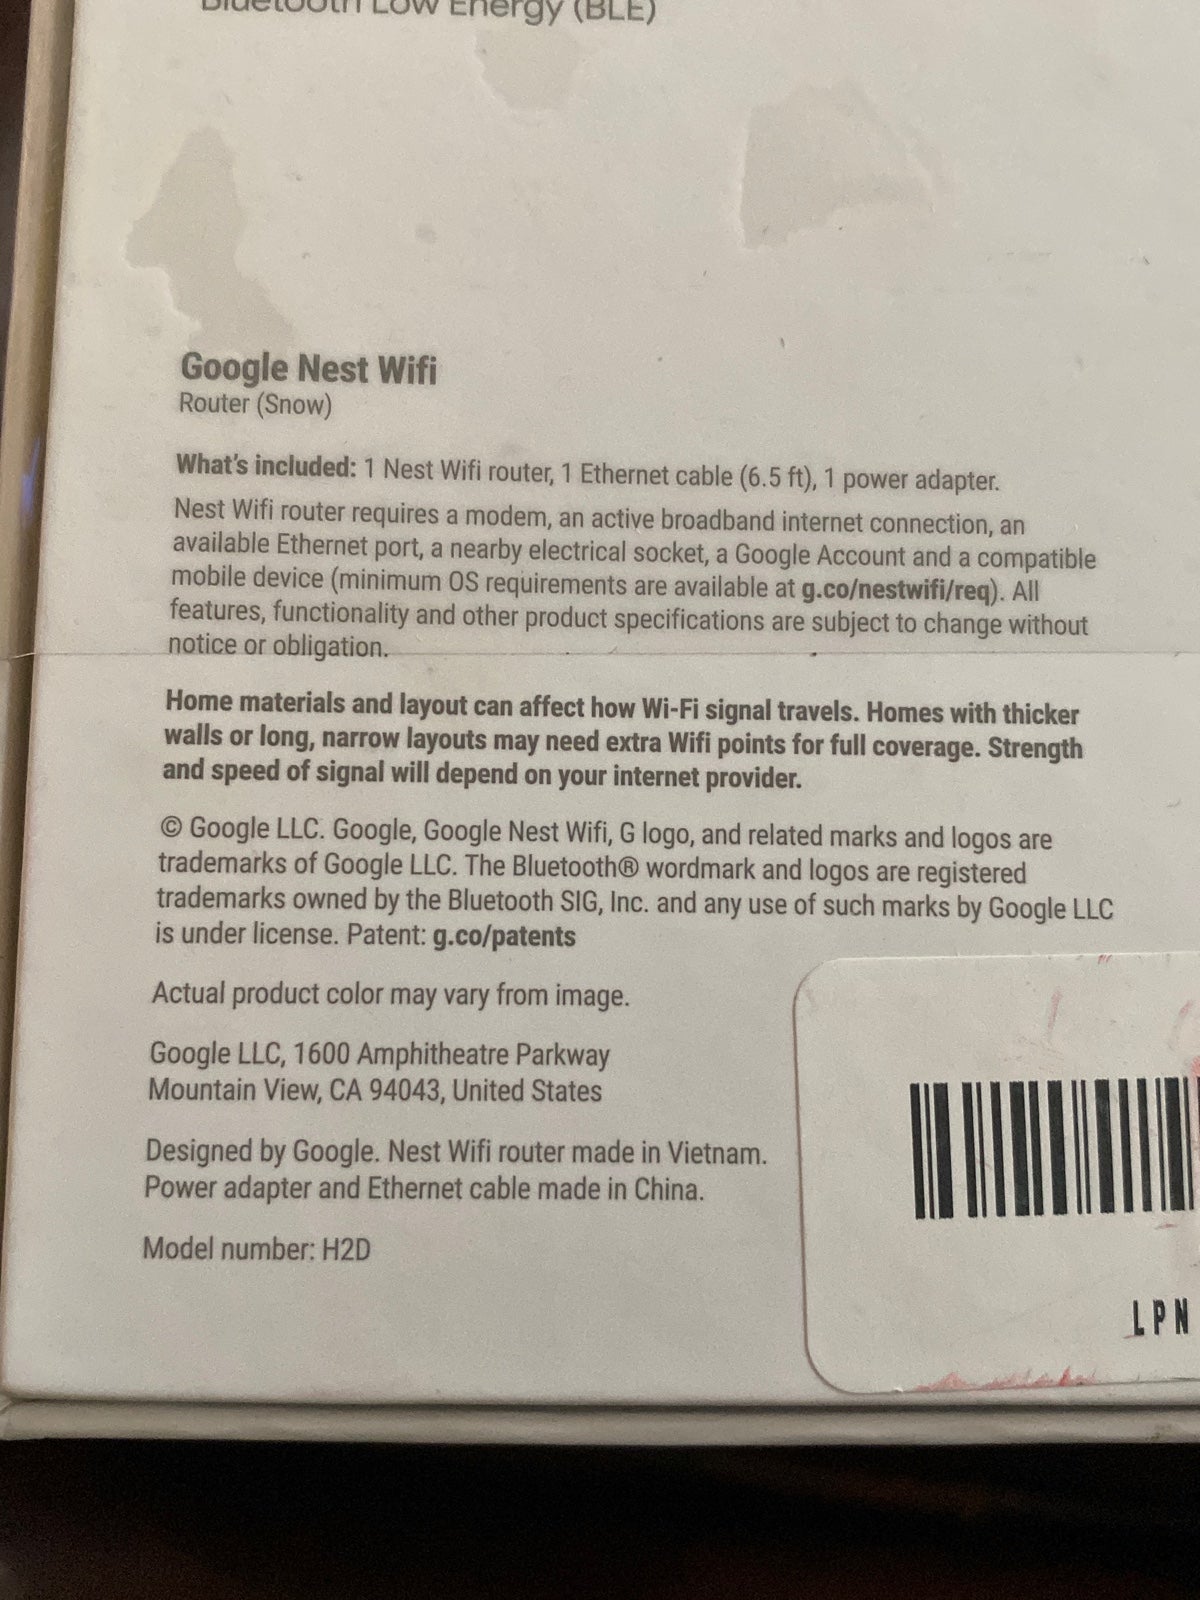 Bluetooth Low Energy (BLE)
Google Nest Wifi
Router (Snow)
What's included: 1 Nest Wifi router, 1 Ethernet cable (6.5 ft), 1 power adapter.
Nest Wifi router requires a modem, an active broadband internet connection, an
available Ethernet port, a nearby electrical socket, a Google Account and a compatible
mobile device (minimum OS requirements are available at g.co/nestwifi/req). All
features, functionality and other product specifications are subject to change without
notice or obligation.
Home materials and layout can affect how Wi-Fi signal travels. Homes with thicker
walls or long, narrow layouts may need extra Wifi points for full coverage. Strength
and speed of signal will depend on your internet provider.
© Google LLC. Google, Google Nest Wifi, G logo, and related marks and logos are
trademarks of Google LLC. The Bluetooth® wordmark and logos are registered
trademarks owned by the Bluetooth SIG, Inc. and any use of such marks by Google LLC
is under license. Patent: g.co/patents
Actual product color may vary from image.
Google LLC, 1600 Amphitheatre Parkway
Mountain View, CA 94043, United States
Designed by Google. Nest Wifi router made in Vietnam.
Power adapter and Ethernet cable made in China.
Model number: H2D
LPN